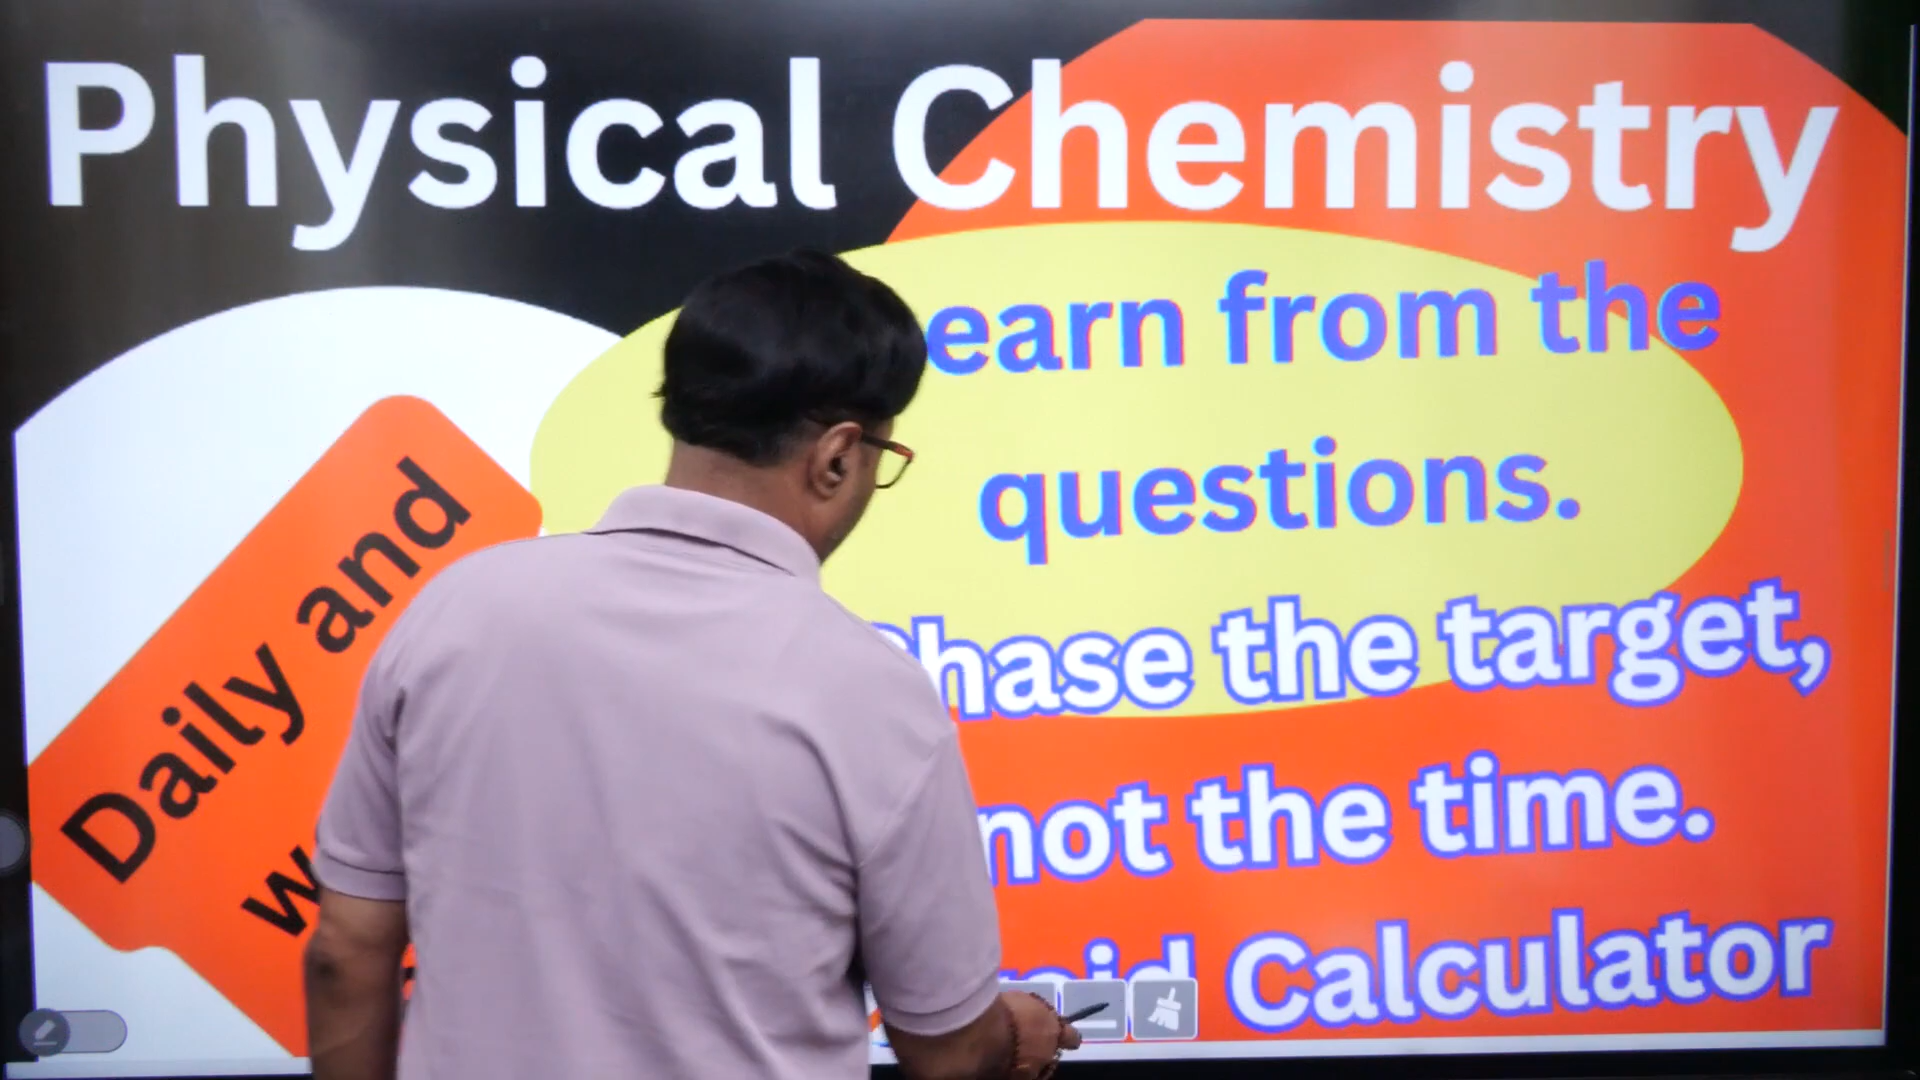 Physical Chemistry
earn from the
questions.
hase the target,
not the time.
Calculator
Daily and